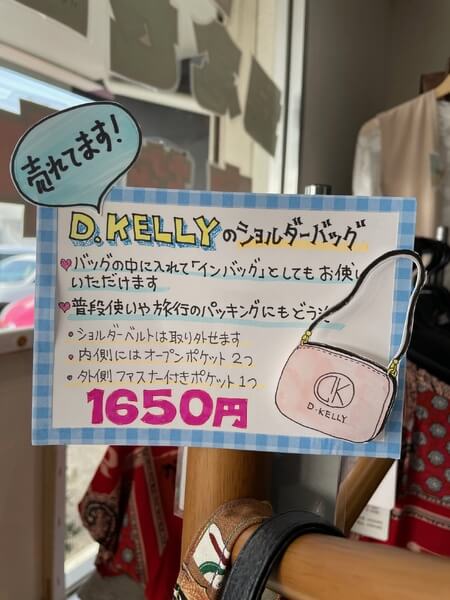 売れてます!
D.KELLYのショルダーバッグ
バッグの中に入れて「インバッグ」としてもお使い
いただけます
普段使いや旅行のパッキングにもどうぞ
・ショルダーベルトは取り外せます
・内側にはオープンポケット2つ
・外側ファスナー付きポケット1つ
1650円
CK
D・KELLY